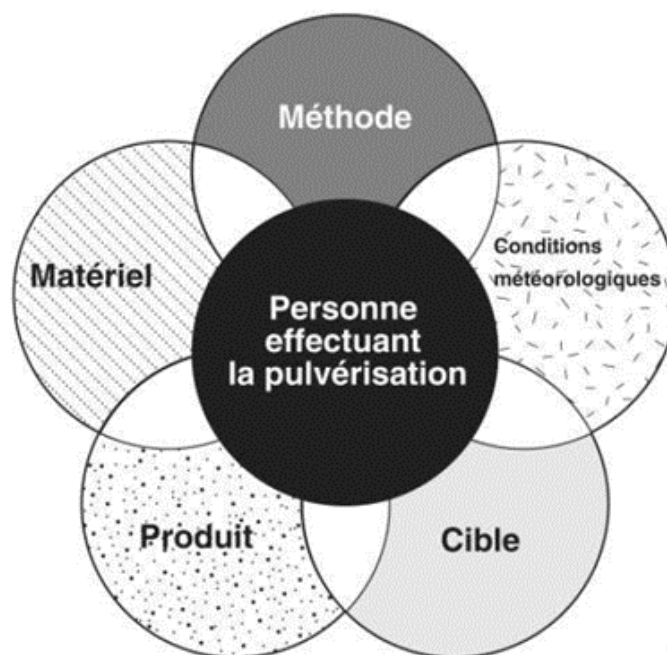 Méthode
Matériel
Conditions
météorologiques
Personne
effectuant
la pulvérisation
Produit
Cible